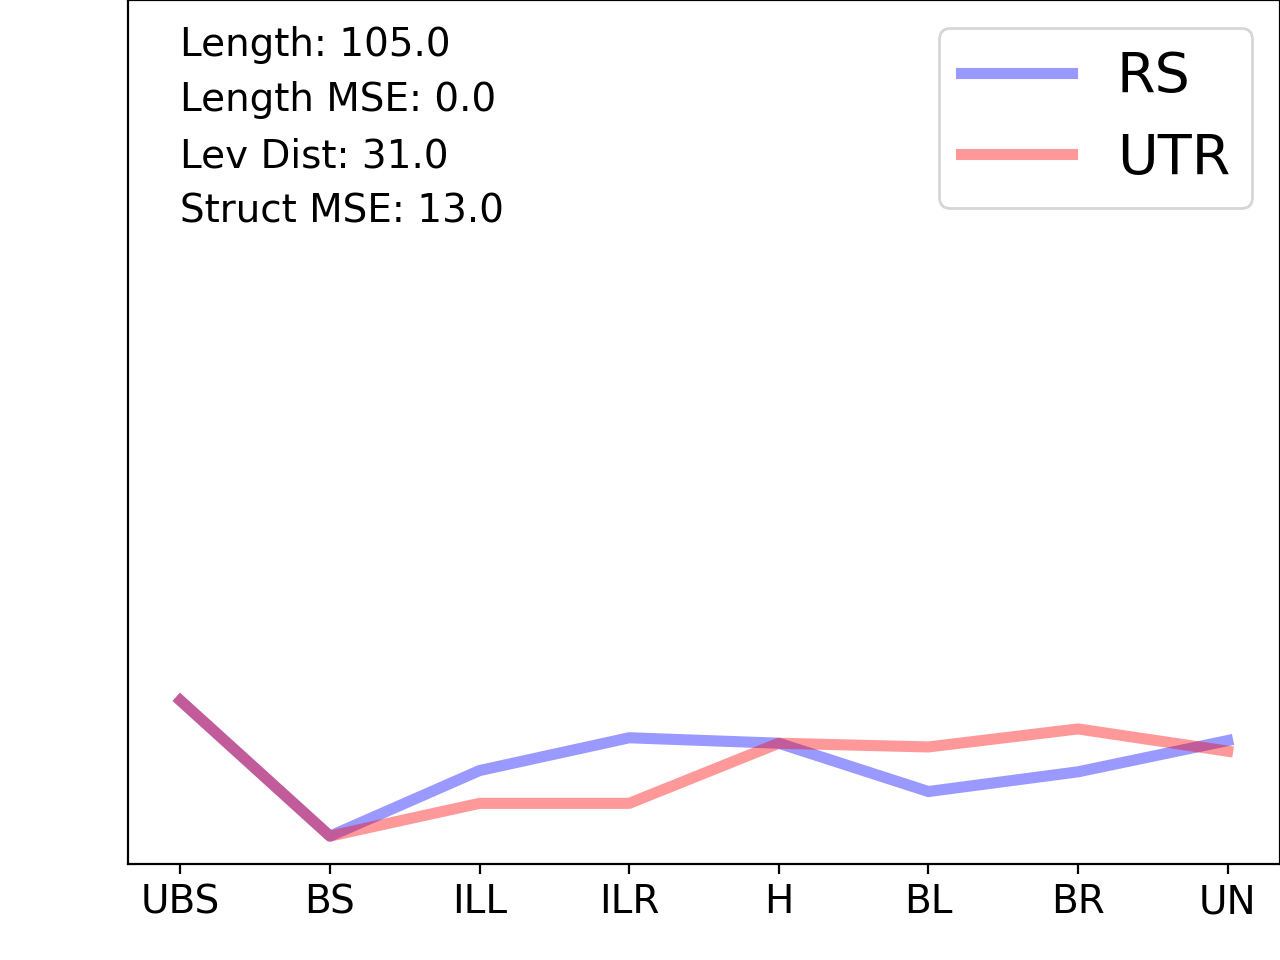 Length: 105.0
Length MSE: 0.0
Lev Dist: 31.0
Struct MSE: 13.0
RS
UTR
UBS BS ILL ILR H BL BR UN